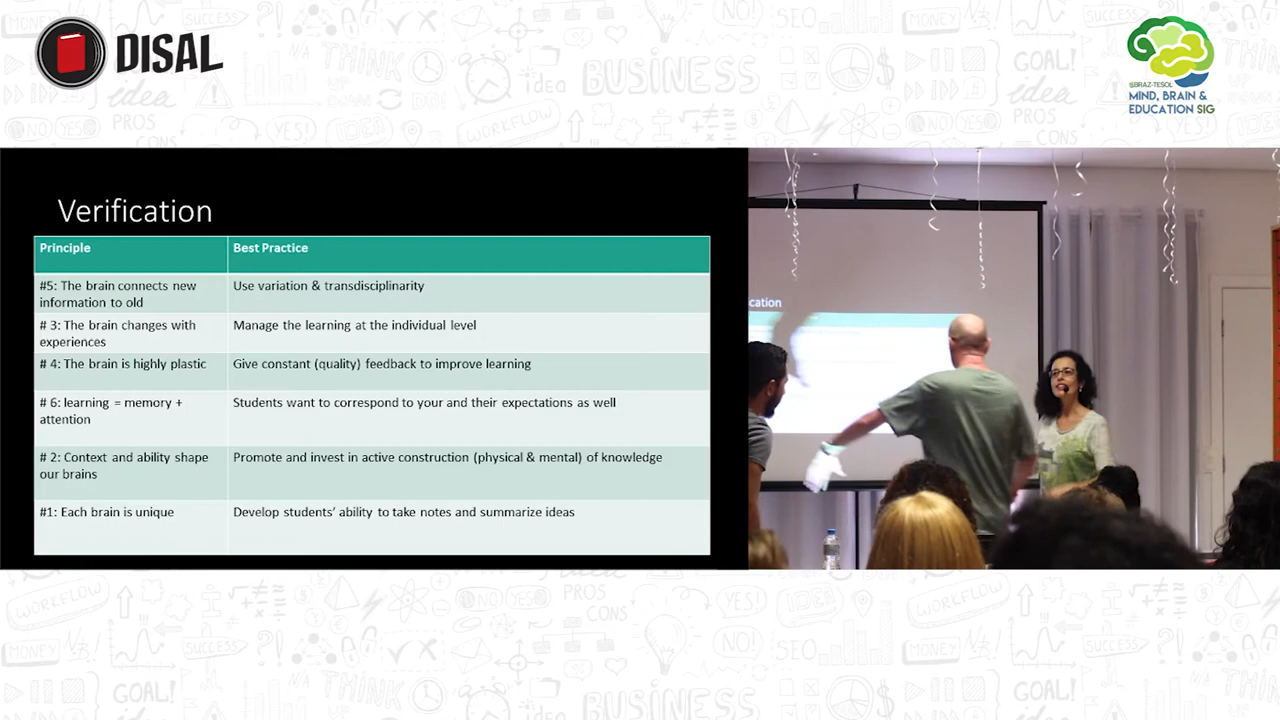 DISAL
@BRAZ-TESOL
MIND, BRAIN &
EDUCATION SIG
Verification
Principle
Best Practice
#5: The brain connects new
information to old
Use variation & transdisciplinarity
# 3: The brain changes with
experiences
Manage the learning at the individual level
# 4: The brain is highly plastic
Give constant (quality) feedback to improve learning
# 6: learning = memory +
attention
Students want to correspond to your and their expectations as well
# 2: Context and ability shape
our brains
Promote and invest in active construction (physical & mental) of knowledge
#1: Each brain is unique
Develop students' ability to take notes and summarize ideas
cation